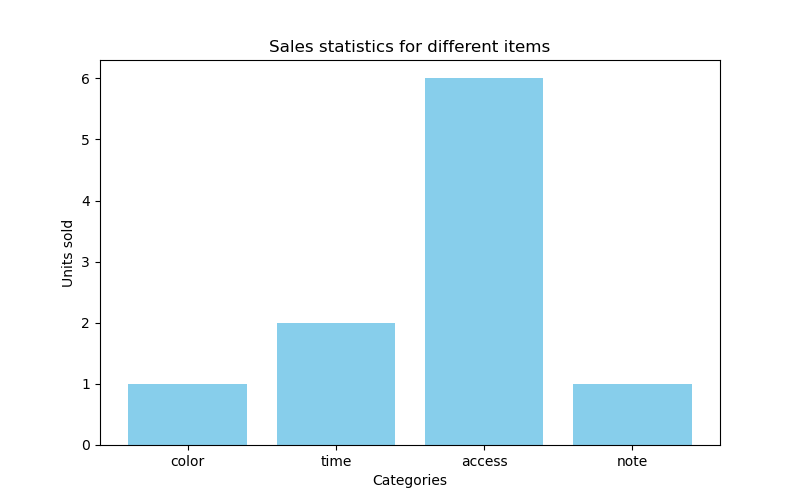 Sales statistics for different items
Units sold
6
5
4
3
2
1
0
color time access note
Categories